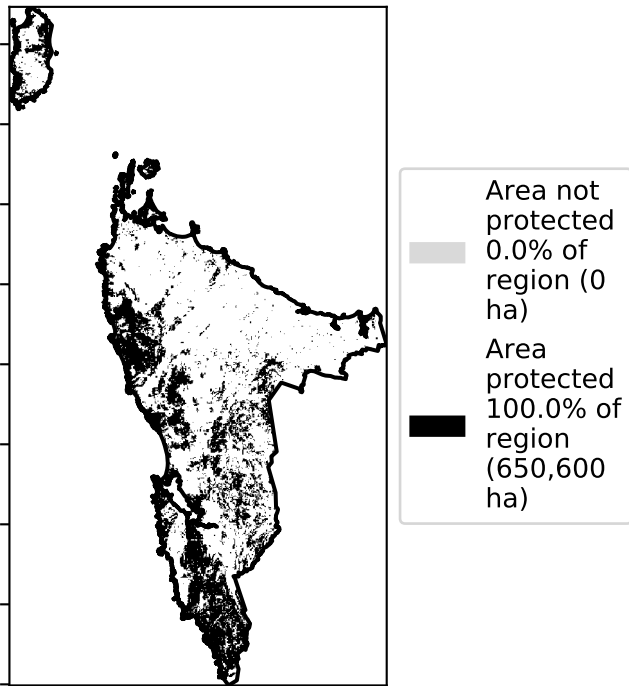 Area not
protected
0.0% of
region (0
ha)
Area
protected
100.0% of
region
(650,600
ha)